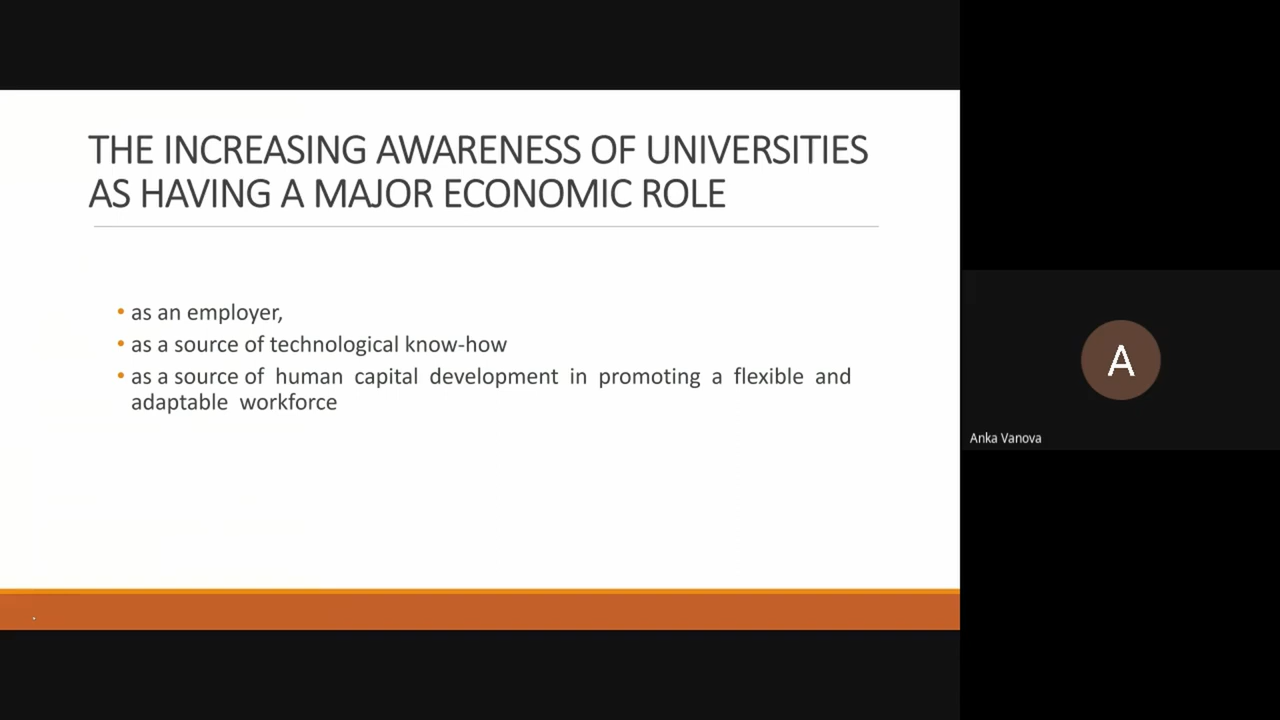 THE INCREASING AWARENESS OF UNIVERSITIES
AS HAVING A MAJOR ECONOMIC ROLE
• as an employer,
• as a source of technological know-how
• as a source of human capital development in promoting a flexible and
adaptable workforce
.
A
Anka Vanova